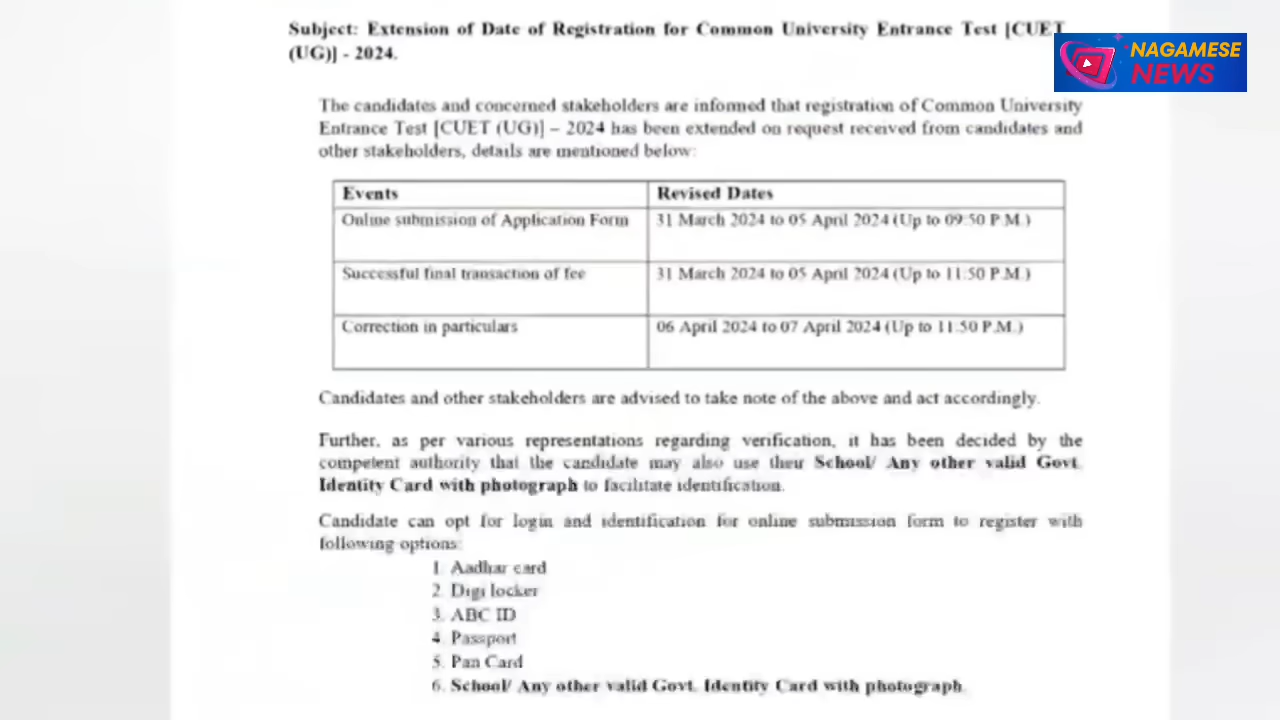 Subject: Extension of Date of Registration for Common University Entrance Test [CUET
(UG)] - 2024.
NAGAMESE
NEWS
The candidates and concerned stakeholders are informed that registration of Common University
Entrance Test [CUET (UG)] – 2024 has been extended on request received from candidates and
other stakeholders, details are mentioned below:
Events Revised Dates
Online submission of Application Form 31 March 2024 to 05 April 2024 (Up to 09:50 P.M.)
Successful final transaction of fee 31 March 2024 to 05 April 2024 (Up to 11:50 P.M.)
Correction in particulars 06 April 2024 to 07 April 2024 (Up to 11:50 P.M.)
Candidates and other stakeholders are advised to take note of the above and act accordingly.
Further, as per various representations regarding verification, it has been decided by the
competent authority that the candidate may also use their School/ Any other valid Govt.
Identity Card with photograph to facilitate identification.
Candidate can opt for login and identification for online submission form to register with
following options:
1. Aadhar card
2. Digi locker
3. ABC ID
4. Passport
5. Pan Card
6. School/ Any other valid Govt. Identity Card with photograph.